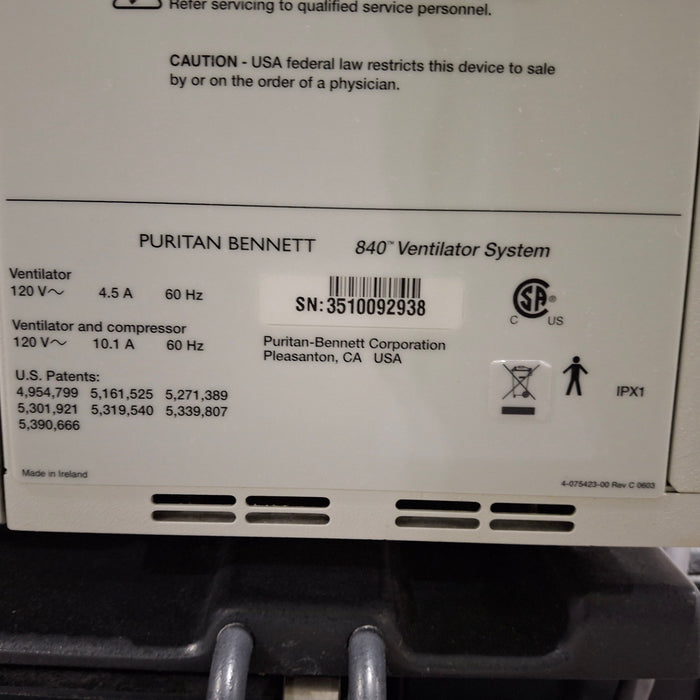 Refer servicing to qualified service personnel.
CAUTION - USA federal law restricts this device to sale
by or on the order of a physician.
PURITAN BENNETT 840™ Ventilator System
Ventilator
120 V~ 4.5 A 60 Hz
SN:3510092938
SA®
C US
Ventilator and compressor
120 V~ 10.1 A 60 Hz
Puritan-Bennett Corporation
Pleasanton, CA USA
U.S. Patents:
4,954,799 5,161,525 5,271,389
5,301,921 5,319,540 5,339,807
5,390,666
IPX1
Made in Ireland
4-075423-00 Rev C 0603